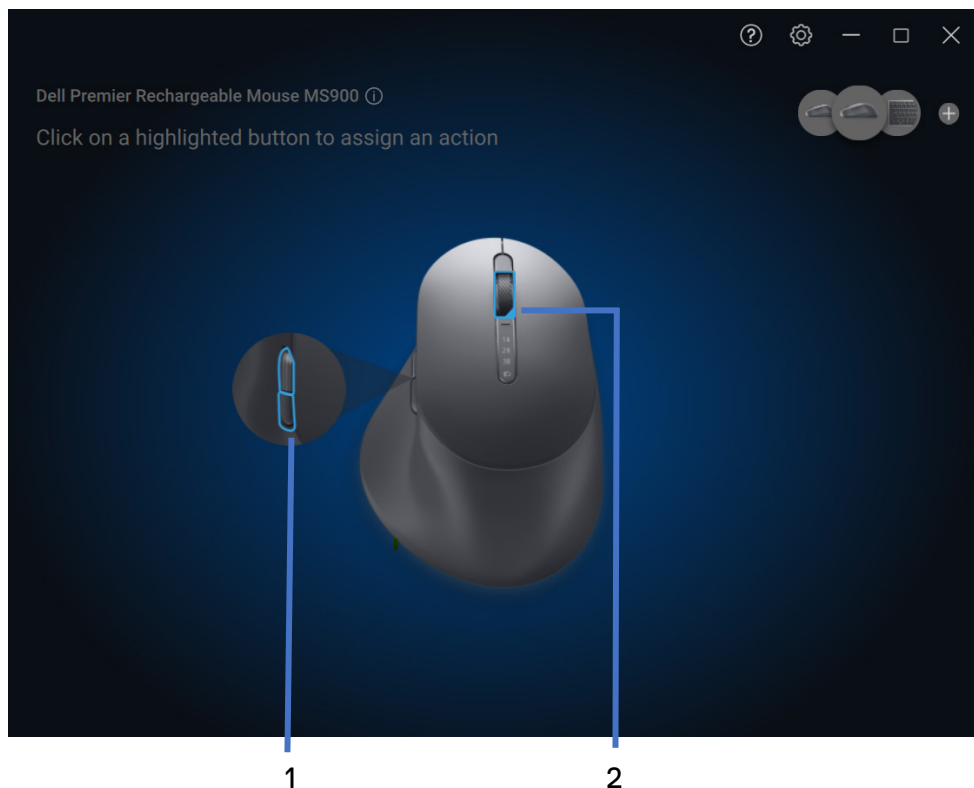 Dell Premier Rechargeable Mouse MS900
Click on a highlighted button to assign an action
1
2